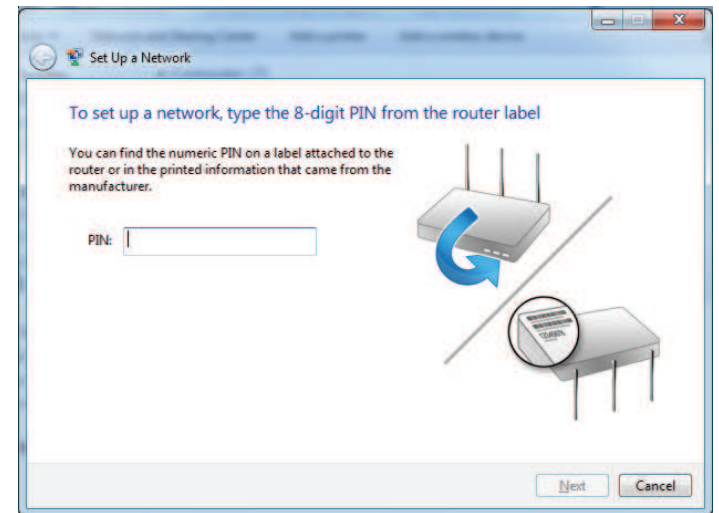 Set Up a Network
To set up a network, type the 8-digit PIN from the router label
You can find the numeric PIN on a label attached to the
router or in the printed information that came from the
manufacturer.
PIN:
Next
Cancel